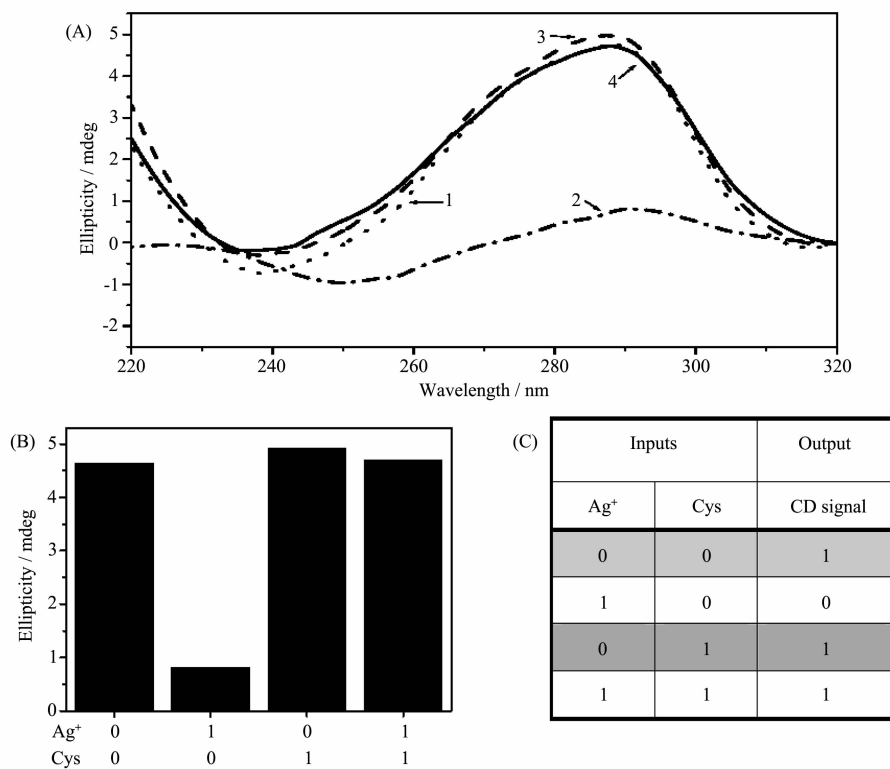 (A)
5
4
3
2
1
0
-1
-2
Ellipticity / mdeg
3
4
1
2
220
240
260
280
300
320
Wavelength / nm
(B)
5
4
3
2
1
0
Ellipticity / mdeg
Ag⁺ 0 1 0 1
Cys 0 0 1 1
(C)
Inputs Output
Ag⁺ Cys CD signal
0 0 1
1 0 0
0 1 1
1 1 1